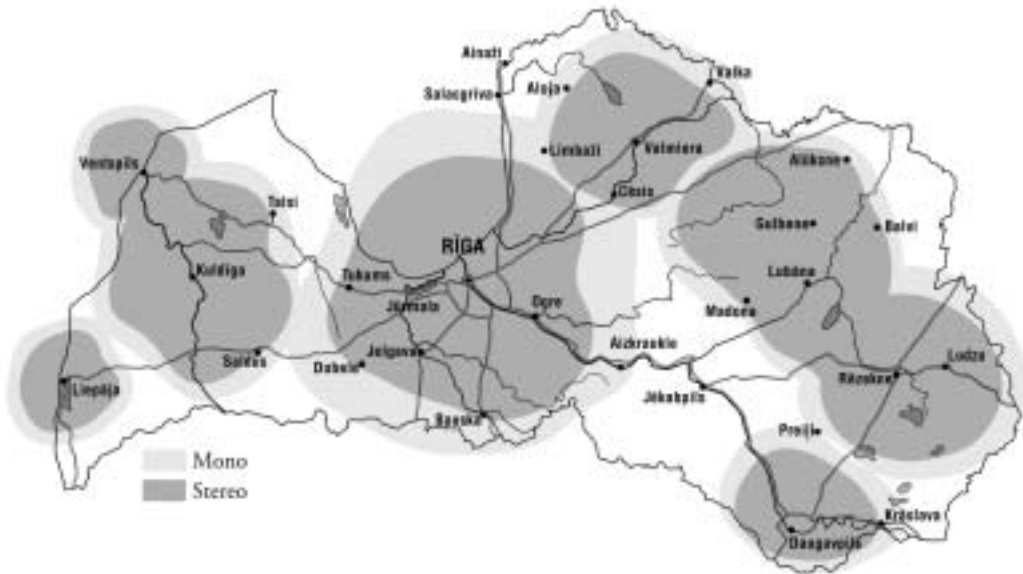 Ainaži
Valka
Salacgrīva
Aloja
Limbaži
Valmiera
Ventspils
Alūksne
Cēsis
Talsi
Gulbene
Balvi
RĪGA
Kuldīga
Tukums
Lubāna
Jūrmala
Ogre
Madona
Saldus
Jelgava
Dobele
Aizkraukle
Ludza
Rēzekne
Liepāja
Jēkabpils
Bauska
Preiļi
Mono
Stereo
Krāslava
Daugavpils